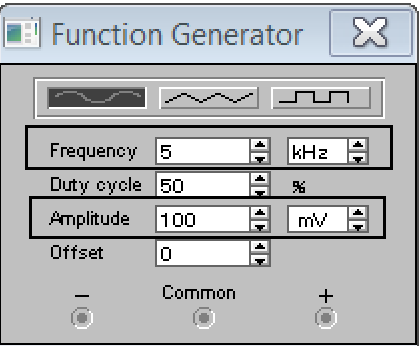 Function Generator
Frequency 5 kHz
Duty cycle 50 %
Amplitude 100 mV
Offset 0
− Common +